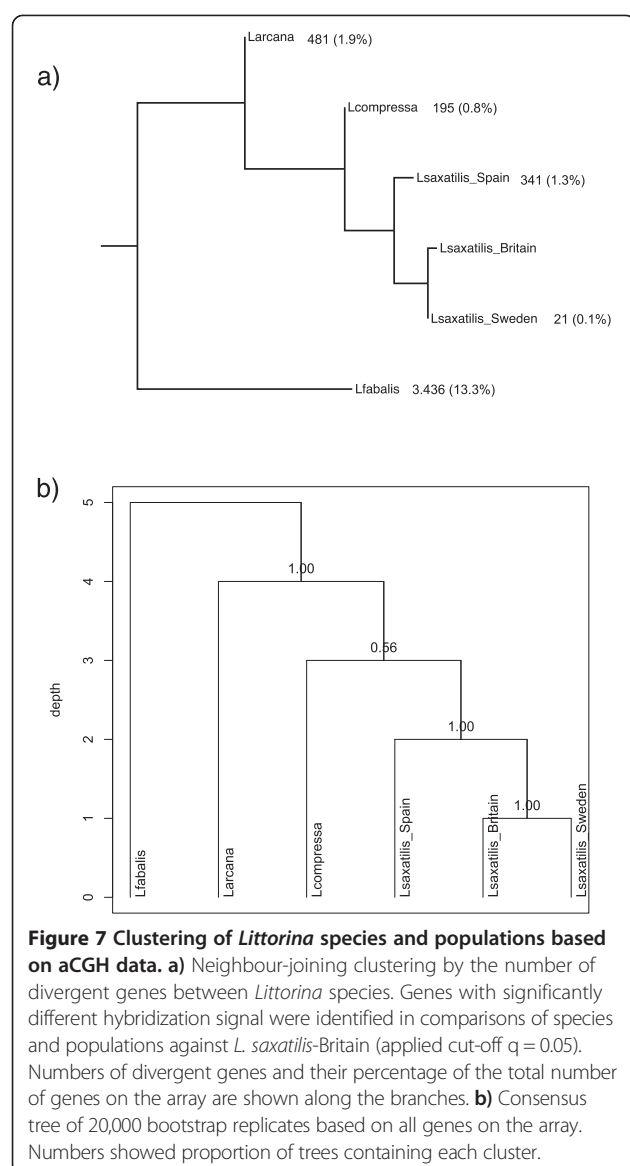 a)
Larcana 481 (1.9%)
Lcompressa 195 (0.8%)
Lsaxatilis_Spain 341 (1.3%)
Lsaxatilis_Britain
Lsaxatilis_Sweden 21 (0.1%)
Lfabalis 3.436 (13.3%)
b)
depth
5
4
3
2
1
0
1.00
0.56
1.00
1.00
Lfabalis
Larcana
Lcompressa
Lsaxatilis_Spain
Lsaxatilis_Britain
Lsaxatilis_Sweden
Figure 7 Clustering of Littorina species and populations based
on aCGH data. a) Neighbour-joining clustering by the number of
divergent genes between Littorina species. Genes with significantly
different hybridization signal were identified in comparisons of species
and populations against L. saxatilis-Britain (applied cut-off q = 0.05).
Numbers of divergent genes and their percentage of the total number
of genes on the array are shown along the branches. b) Consensus
tree of 20,000 bootstrap replicates based on all genes on the array.
Numbers showed proportion of trees containing each cluster.